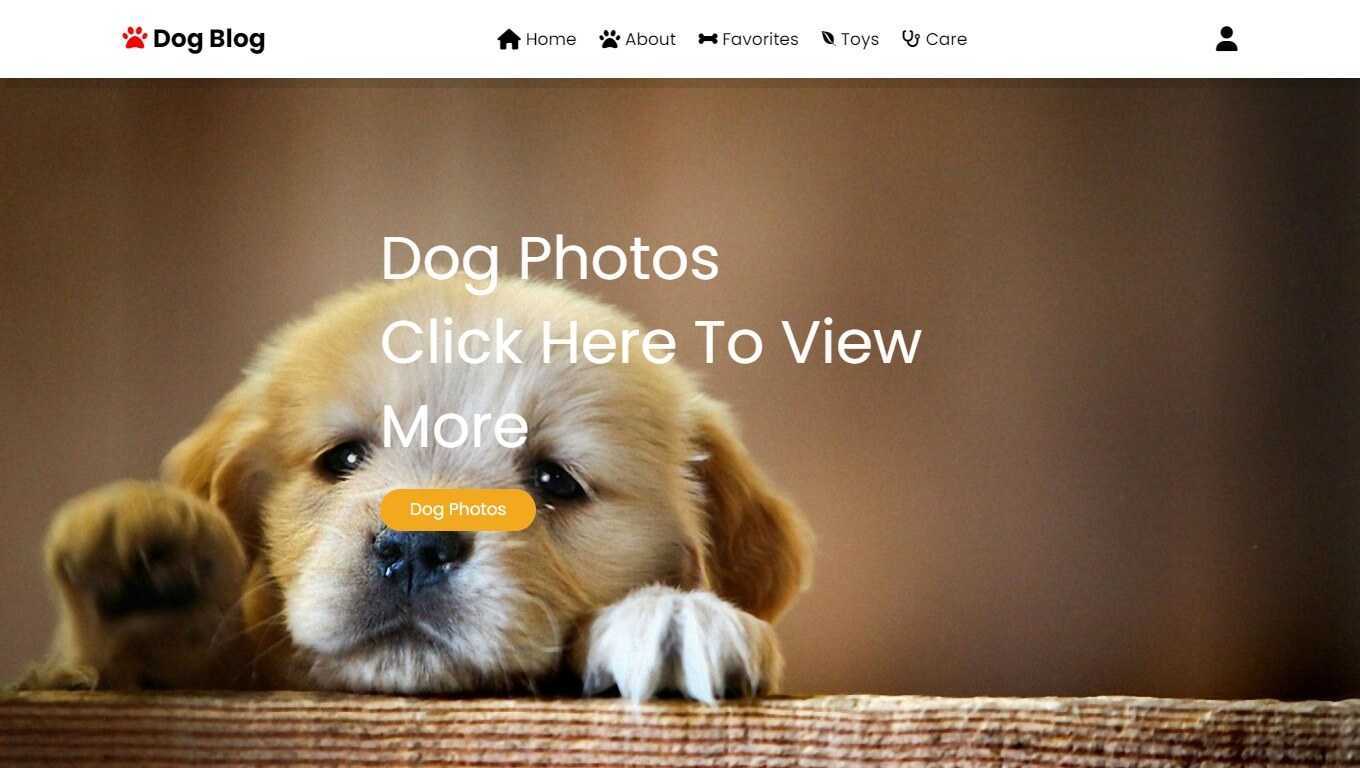 Dog Blog
Home
About
Favorites
Toys
Care
Dog Photos
Click Here To View
More
Dog Photos